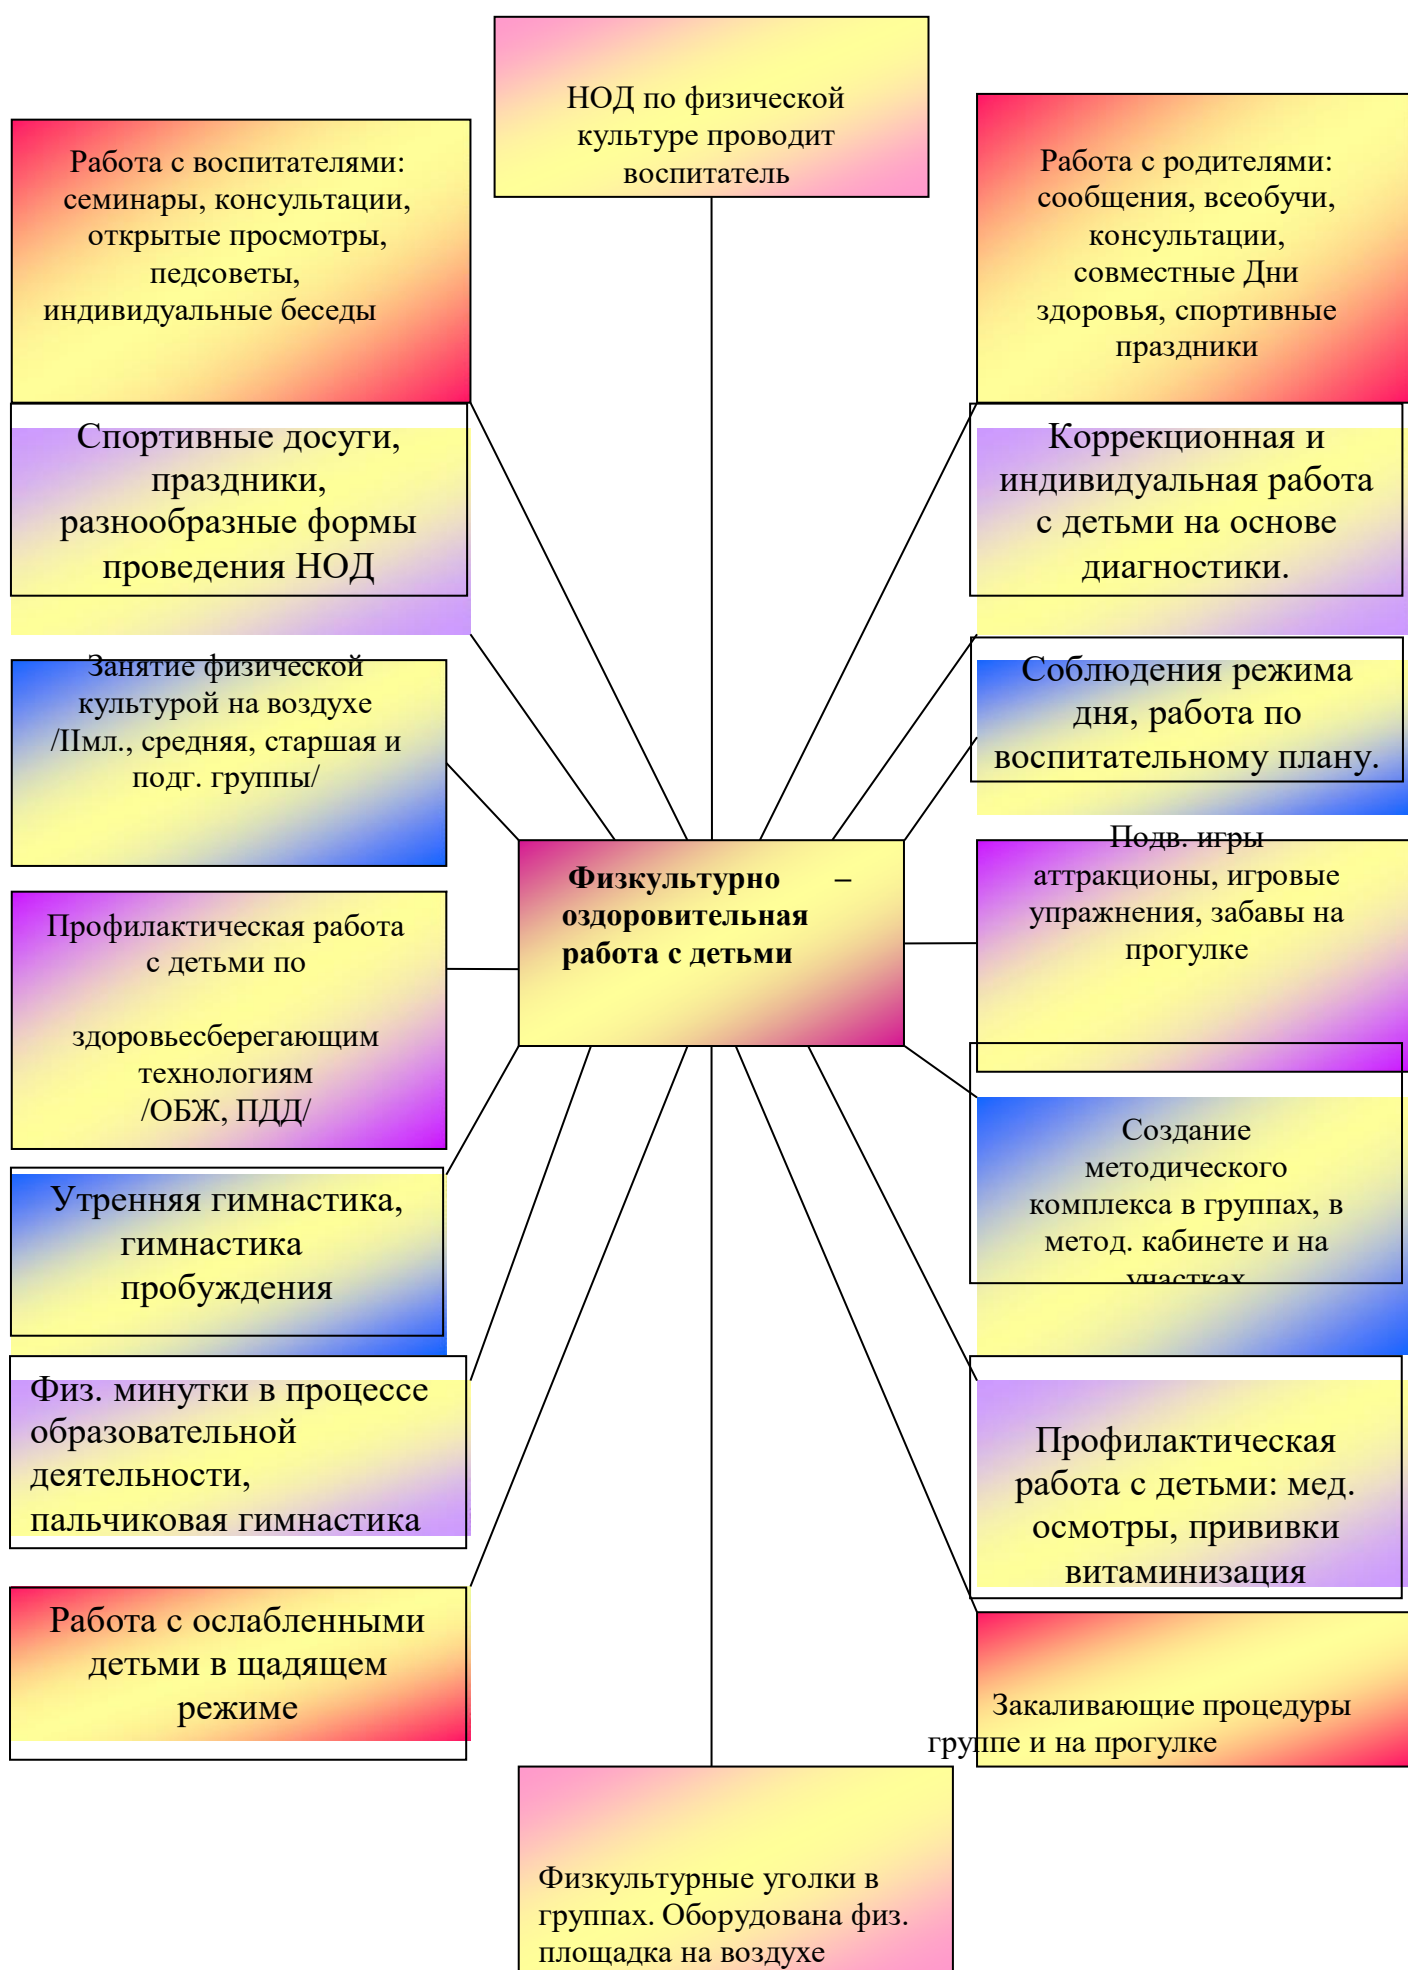 НОД по физической
культуре проводит
воспитатель
Работа с воспитателями:
семинары, консультации,
открытые просмотры,
педсоветы,
индивидуальные беседы
Работа с родителями:
сообщения, всеобучи,
консультации,
совместные Дни
здоровья, спортивные
праздники
Спортивные досуги,
праздники,
разнообразные формы
проведения НОД
Коррекционная и
индивидуальная работа
с детьми на основе
диагностики.
Занятие физической
культурой на воздухе
/IIмл., средняя, старшая и
подг. группы/
Соблюдения режима
дня, работа по
воспитательному плану.
Физкультурно –
оздоровительная
работа с детьми
Подв. игры
аттракционы, игровые
упражнения, забавы на
прогулке
Профилактическая работа
с детьми по
здоровьесберегающим
технологиям
/ОБЖ, ПДД/
Создание
методического
комплекса в группах, в
метод. кабинете и на
участках
Утренняя гимнастика,
гимнастика
пробуждения
Физ. минутки в процессе
образовательной
деятельности,
пальчиковая гимнастика
Профилактическая
работа с детьми: мед.
осмотры, прививки
витаминизация
Работа с ослабленными
детьми в щадящем
режиме
Закаливающие процедуры
группе и на прогулке
Физкультурные уголки в
группах. Оборудована физ.
площадка на воздухе